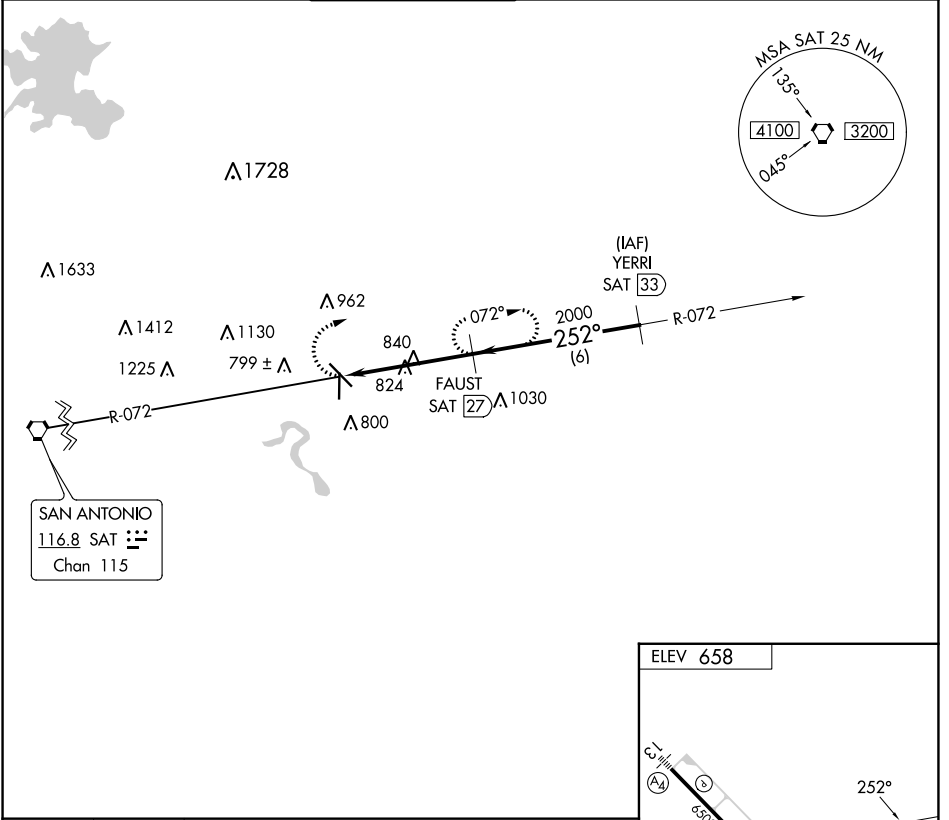 MSA SAT 25 NM
135°
4100
3200
045°
1728
(IAF)
YERRI
SAT 33
1633
962
072°
2000
R-072
252°
(6)
1412
1130
840
1225
799 ±
824
FAUST
SAT 27
1030
R-072
800
SAN ANTONIO
116.8 SAT
Chan 115
ELEV 658
13
A4
P
252°